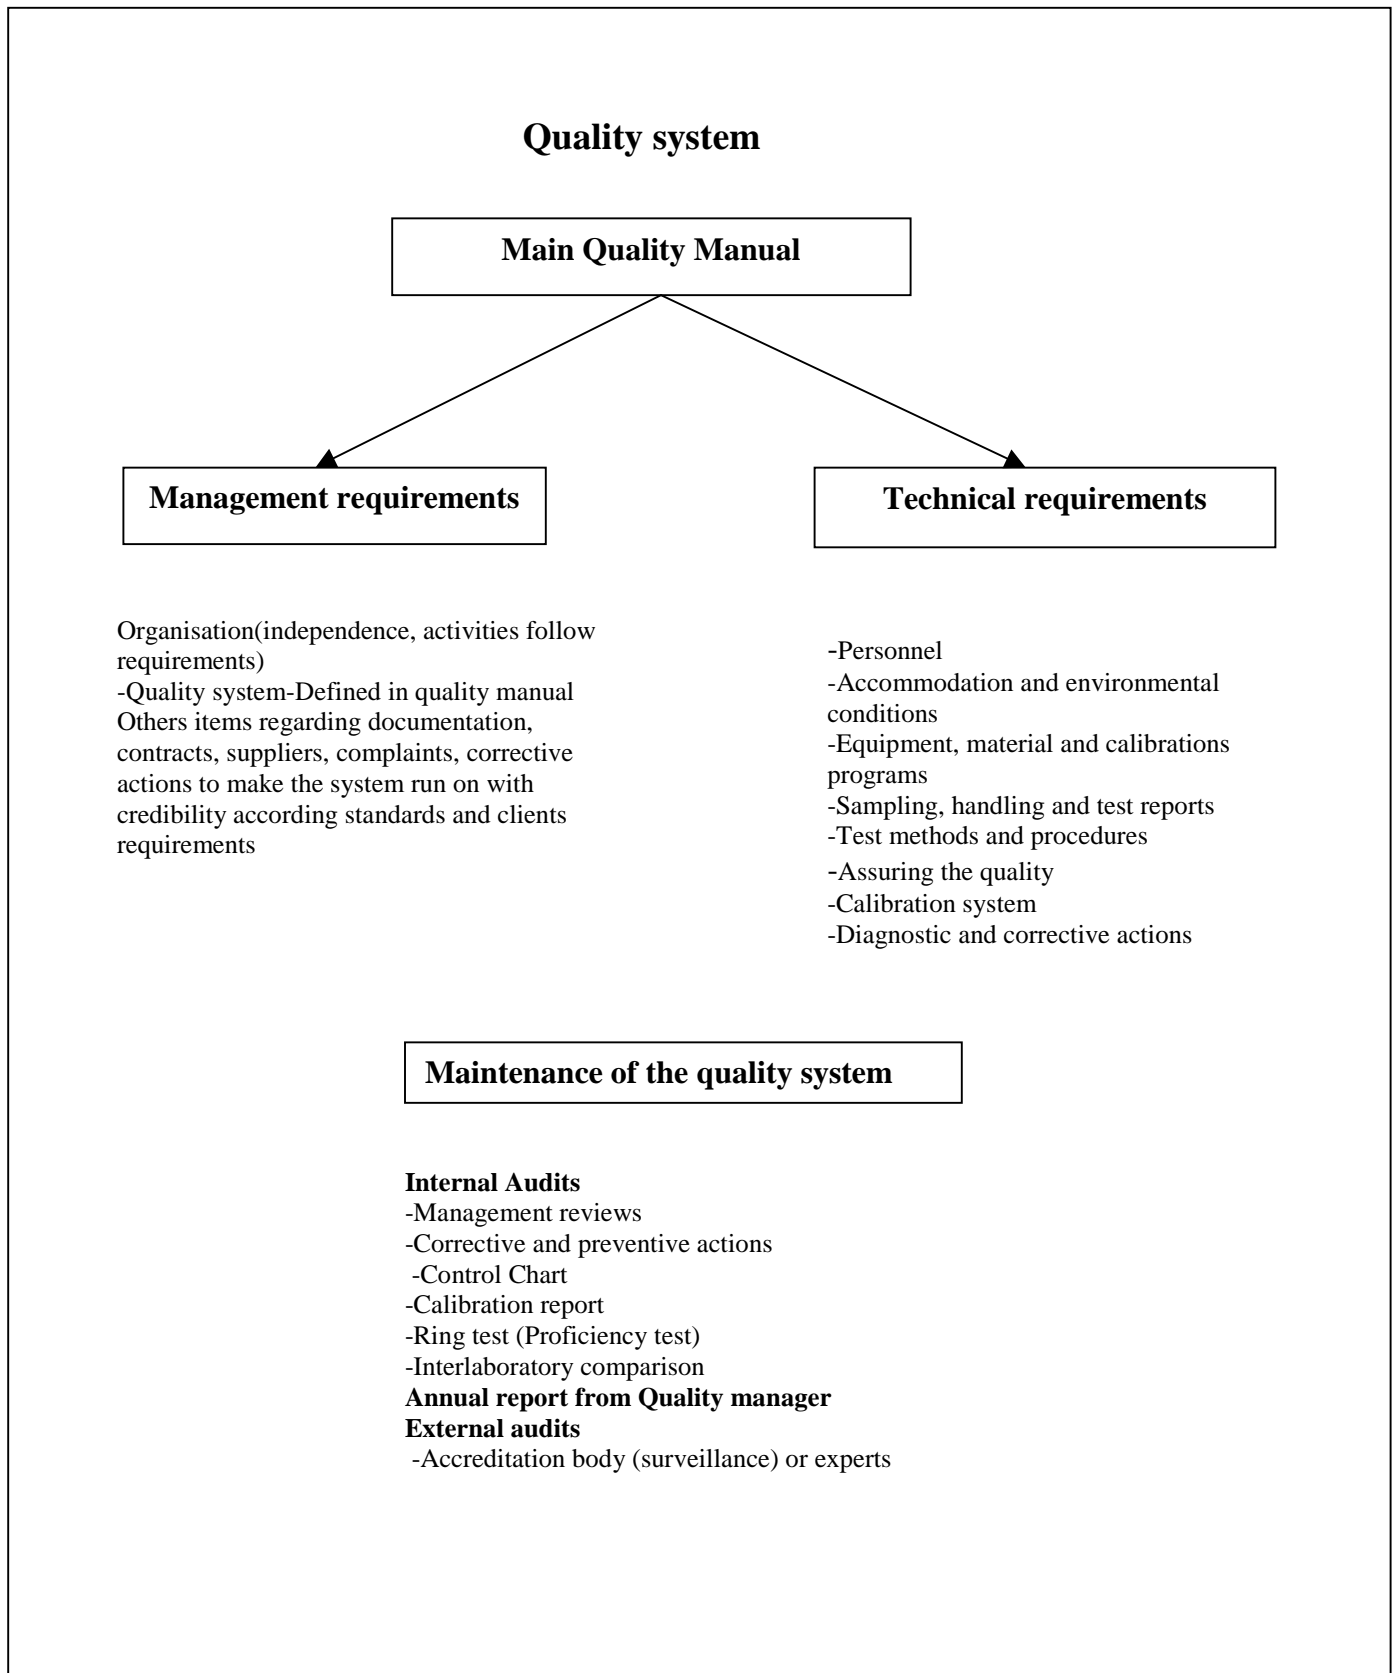 Quality system
Main Quality Manual
Management requirements
Technical requirements
Organisation(independence, activities follow
requirements)
-Quality system-Defined in quality manual
Others items regarding documentation,
contracts, suppliers, complaints, corrective
actions to make the system run on with
credibility according standards and clients
requirements
-Personnel
-Accommodation and environmental
conditions
-Equipment, material and calibrations
programs
-Sampling, handling and test reports
-Test methods and procedures
-Assuring the quality
-Calibration system
-Diagnostic and corrective actions
Maintenance of the quality system
Internal Audits
-Management reviews
-Corrective and preventive actions
-Control Chart
-Calibration report
-Ring test (Proficiency test)
-Interlaboratory comparison
Annual report from Quality manager
External audits
-Accreditation body (surveillance) or experts